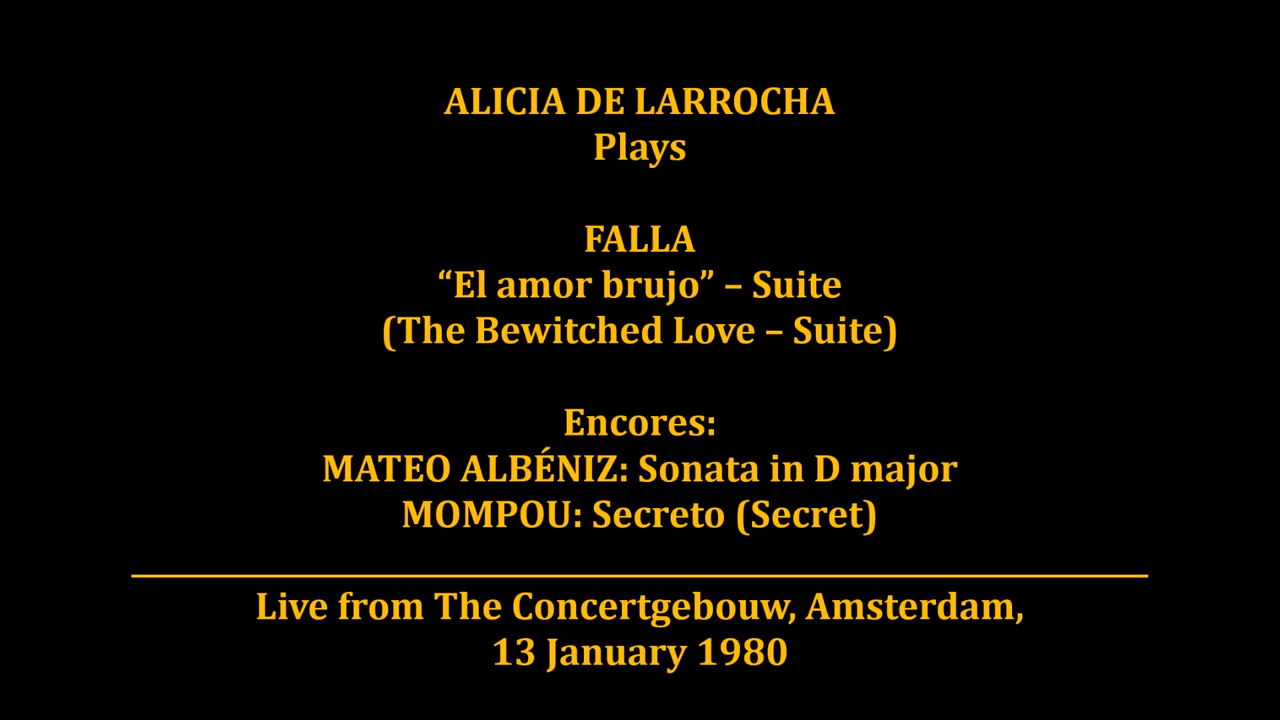 ALICIA DE LARROCHA
Plays
FALLA
“El amor brujo” – Suite
(The Bewitched Love – Suite)
Encores:
MATEO ALBÉNIZ: Sonata in D major
MOMPOU: Secreto (Secret)
Live from The Concertgebouw, Amsterdam,
13 January 1980